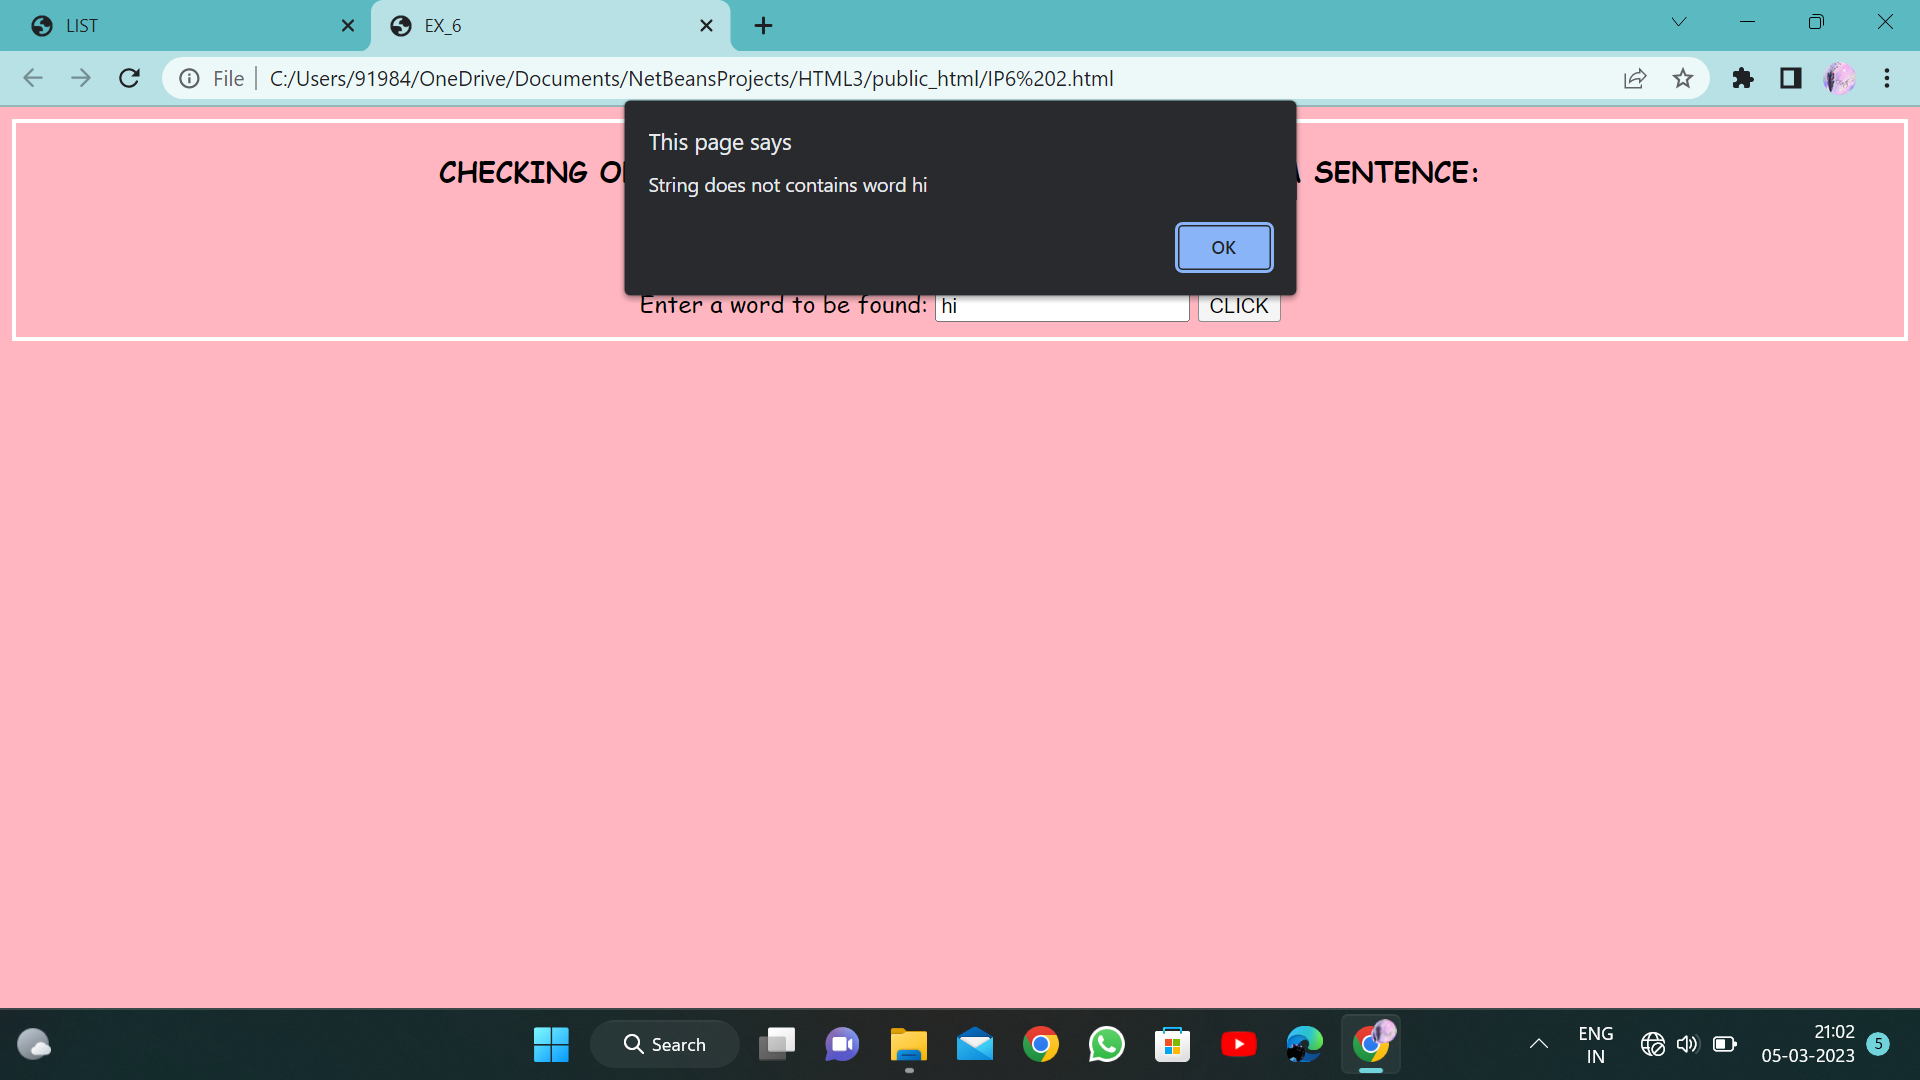 LIST
EX_6
File
C:/Users/91984/OneDrive/Documents/NetBeansProjects/HTML3/public_html/IP6%202.html
This page says
String does not contains word hi
OK
CHECKING
SENTENCE:
Enter a word to be found: hi CLICK
Search
ENG
IN
21:02
05-03-2023
5